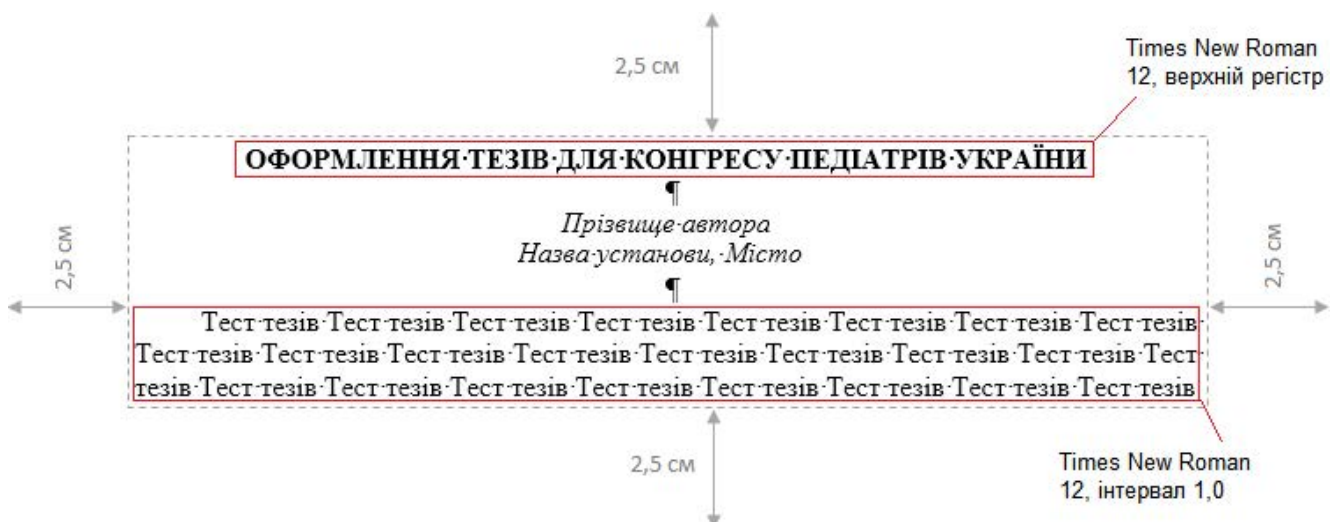 2,5 см
Times New Roman
12, верхній регістр
ОФОРМЛЕННЯ·ТЕЗІВ·ДЛЯ·КОНГРЕСУ·ПЕДІАТРІВ·УКРАЇНИ
¶
Прізвище·автора
Назва·установи,·Місто
¶
2,5 см
2,5 см
Тест·тезів·Тест·тезів·Тест·тезів·Тест·тезів·Тест·тезів·Тест·тезів·Тест·тезів·Тест·тезів·
Тест·тезів·Тест·тезів·Тест·тезів·Тест·тезів·Тест·тезів·Тест·тезів·Тест·тезів·Тест·тезів·Тест·
тезів·Тест·тезів·Тест·тезів·Тест·тезів·Тест·тезів·Тест·тезів·Тест·тезів·Тест·тезів·Тест·тезів
2,5 см
Times New Roman
12, інтервал 1,0